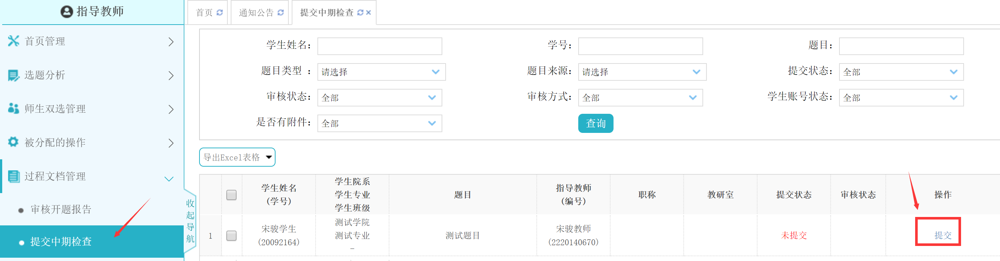 指导教师
首页
通知公告
提交中期检查
首页管理
选题分析
师生双选管理
被分配的操作
过程文档管理
审核开题报告
提交中期检查
收起导航
学生姓名：
学号：
题目：
题目类型 ： 请选择
题目来源： 请选择
提交状态： 全部
审核状态： 全部
审核方式： 全部
学生账号状态： 全部
是否有附件： 全部
查询
导出Excel表格
学生姓名
(学号)
学生院系
学生专业
学生班级
题目
指导教师
(编号)
职称
教研室
提交状态
审核状态
操作
1
宋骏学生
(20092164)
测试学院
测试专业
-
测试题目
宋骏教师
(2220140670)
未提交
提交